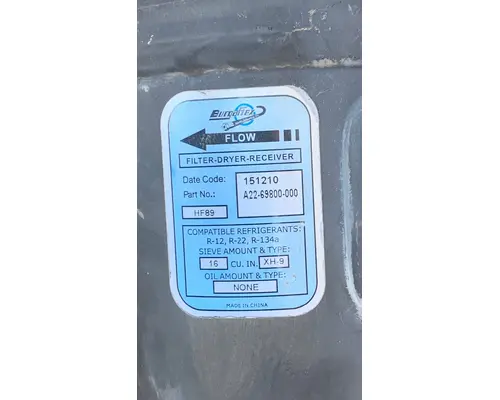 FLOW
FILTER-DRYER-RECEIVER
Date Code: 151210
Part No.: A22-69800-000
HF89
COMPATIBLE REFRIGERANTS:
R-12, R-22, R-134a
SIEVE AMOUNT & TYPE:
16 CU. IN. XH-9
OIL AMOUNT & TYPE:
NONE
MADE IN CHINA